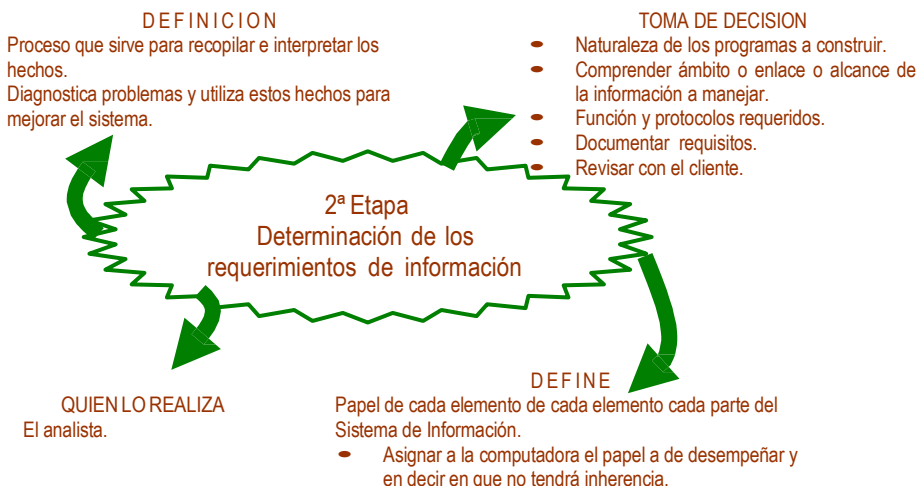 DEFINICION
Proceso que sirve para recopilar e interpretar los
hechos.
Diagnostica problemas y utiliza estos hechos para
mejorar el sistema.
TOMA DE DECISION
Naturaleza de los programas a construir.
Comprender ámbito o enlace o alcance de
la información a manejar.
Función y protocolos requeridos.
Documentar requisitos.
Revisar con el cliente.
2ª Etapa
Determinación de los
requerimientos de información
QUIEN LO REALIZA
El analista.
DEFINE
Papel de cada elemento de cada elemento cada parte del
Sistema de Información.
Asignar a la computadora el papel a de desempeñar y
en decir en que no tendrá inherencia.